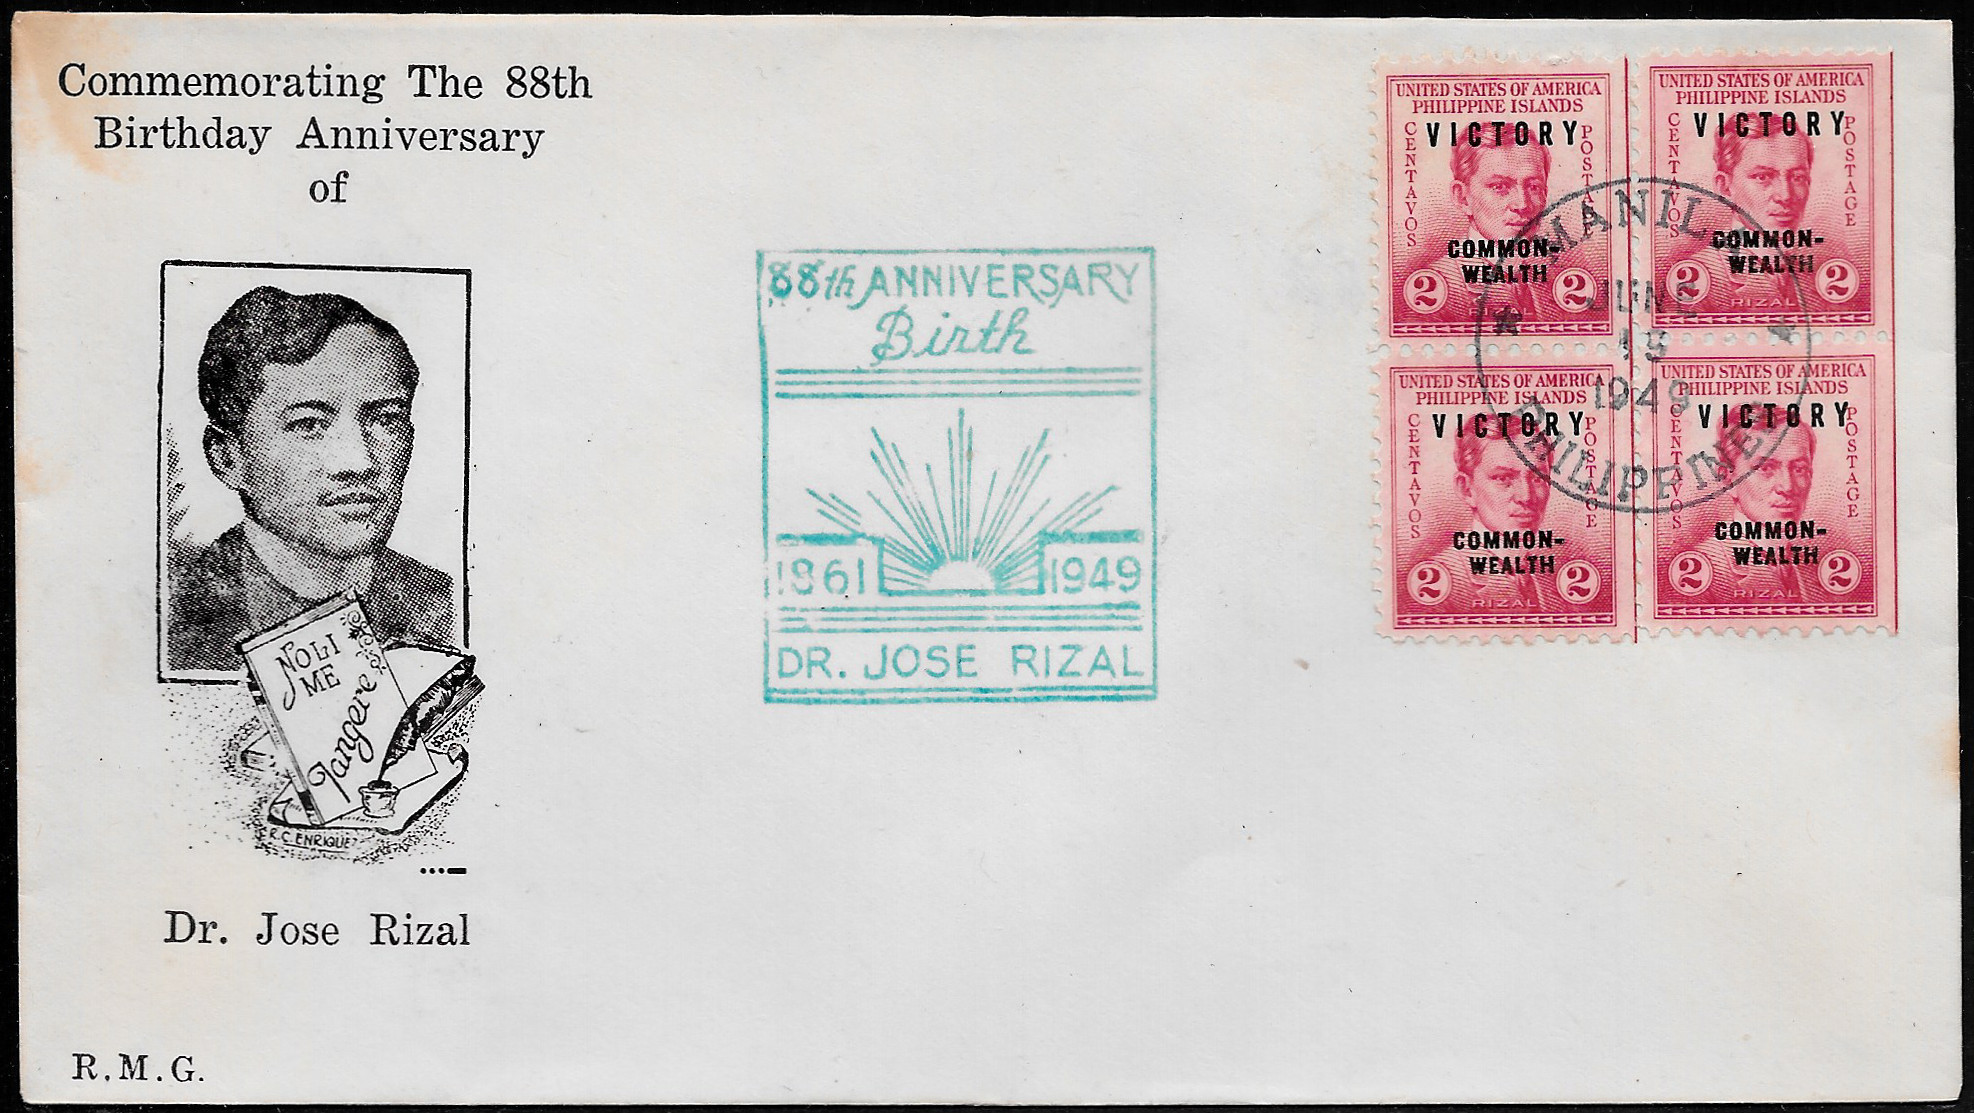 Commemorating The 88th
Birthday Anniversary
of
NOLI
ME
Tangere
R.C. ENRIQUEZ
Dr. Jose Rizal
R.M.G.
88th ANNIVERSARY
Birth
1861 1949
DR. JOSE RIZAL
UNITED STATES OF AMERICA
PHILIPPINE ISLANDS
CENTAVOS
VICTORY
POSTAGE
COMMON-
WEALTH
2 RIZAL 2
UNITED STATES OF AMERICA
PHILIPPINE ISLANDS
CENTAVOS
VICTORY
POSTAGE
COMMON-
WEALTH
2 RIZAL 2
UNITED STATES OF AMERICA
PHILIPPINE ISLANDS
CENTAVOS
VICTORY
POSTAGE
COMMON-
WEALTH
2 RIZAL 2
UNITED STATES OF AMERICA
PHILIPPINE ISLANDS
CENTAVOS
VICTORY
POSTAGE
COMMON-
WEALTH
2 RIZAL 2
MANILA
JUNE
19
1949
PHILIPPINES